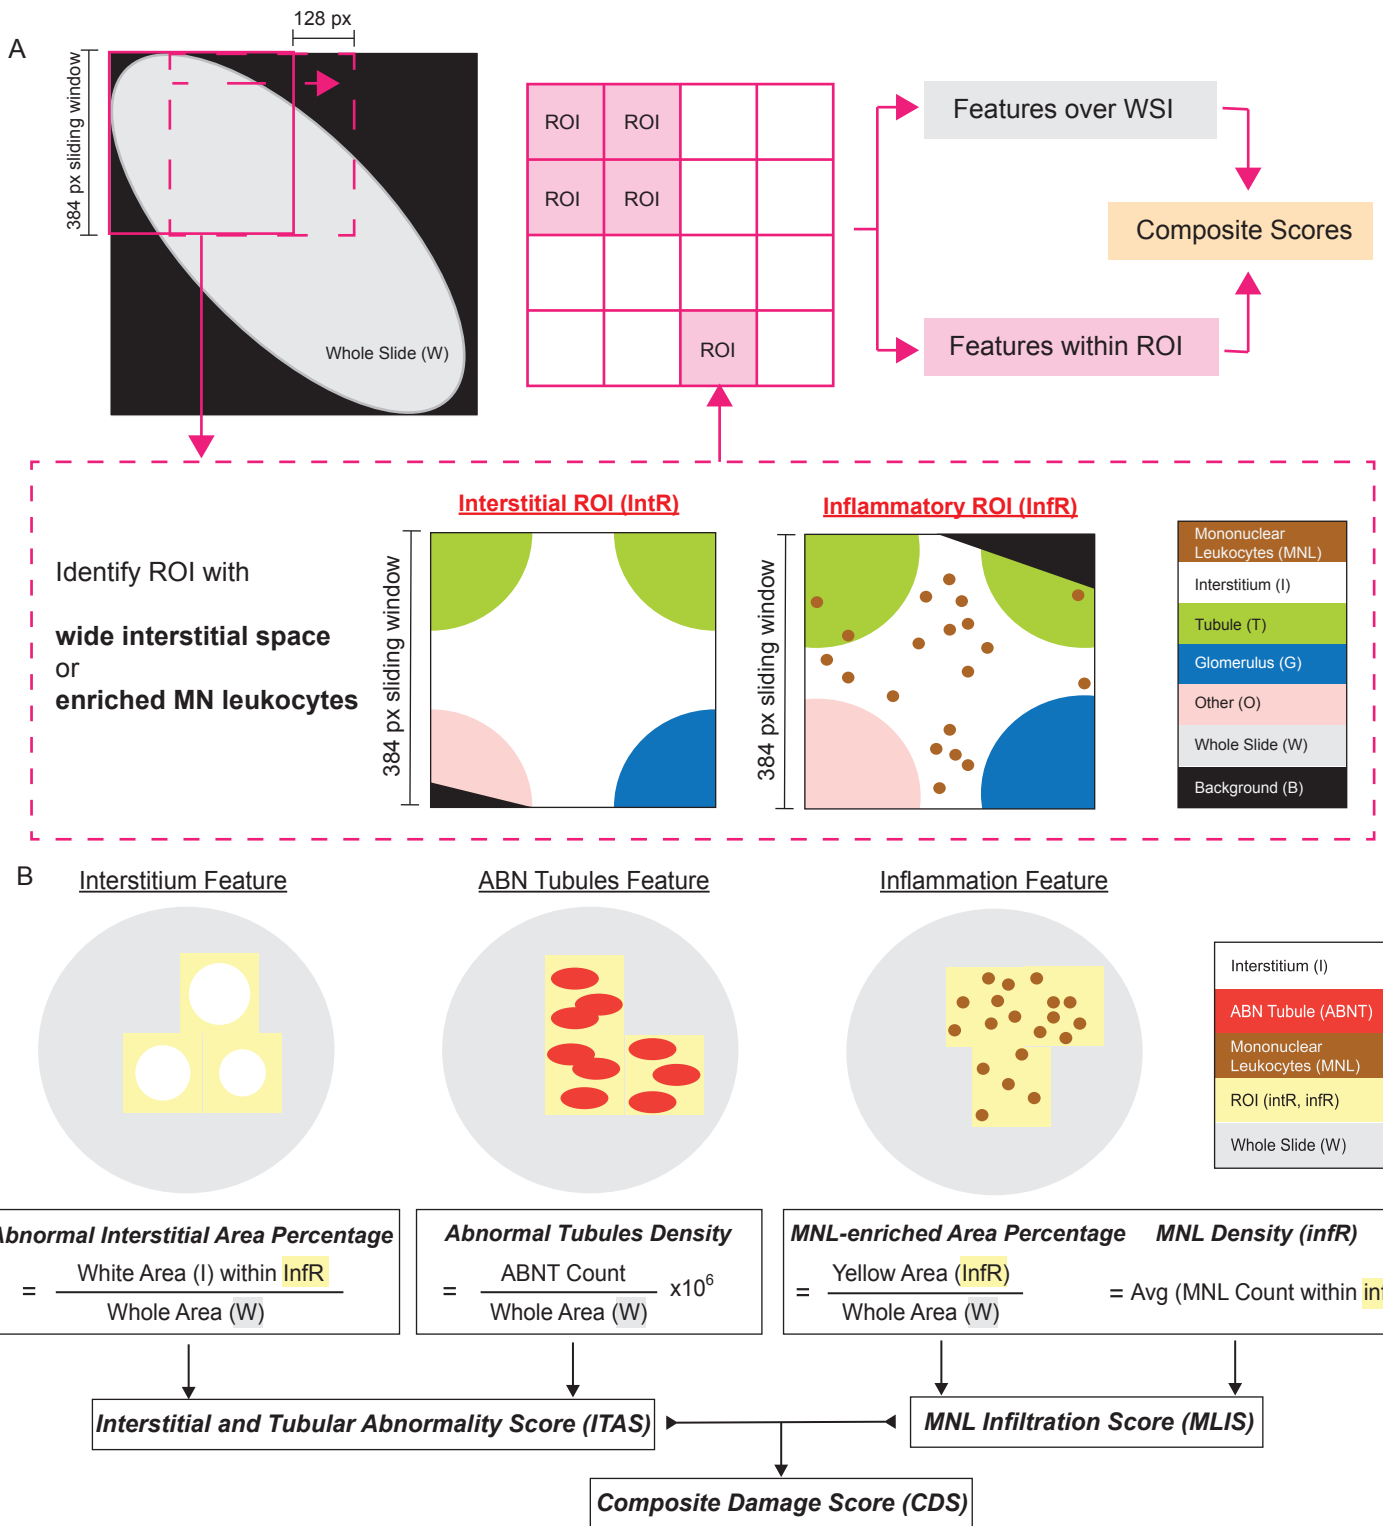 A
128 px
384 px sliding window
Whole Slide (W)
ROI ROI
ROI ROI
ROI
Features over WSI
Composite Scores
Features within ROI
Identify ROI with
wide interstitial space
or
enriched MN leukocytes
Interstitial ROI (IntR)
384 px sliding window
Inflammatory ROI (InfR)
384 px sliding window
Mononuclear
Leukocytes (MNL)
Interstitium (I)
Tubule (T)
Glomerulus (G)
Other (O)
Whole Slide (W)
Background (B)
B
Interstitium Feature
ABN Tubules Feature
Inflammation Feature
Interstitium (I)
ABN Tubule (ABNT)
Mononuclear
Leukocytes (MNL)
ROI (intR, infR)
Whole Slide (W)
Abnormal Interstitial Area Percentage
= White Area (I) within InfR
Whole Area (W)
Abnormal Tubules Density
= ABNT Count x10⁶
Whole Area (W)
MNL-enriched Area Percentage
= Yellow Area (InfR)
Whole Area (W)
MNL Density (infR)
= Avg (MNL Count within inf
Interstitial and Tubular Abnormality Score (ITAS)
MNL Infiltration Score (MLIS)
Composite Damage Score (CDS)